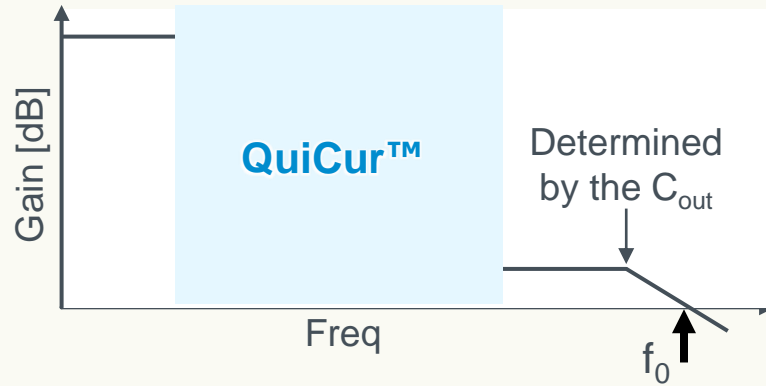 Gain [dB]
QuiCur™
Determined
by the Cout
Freq
f0